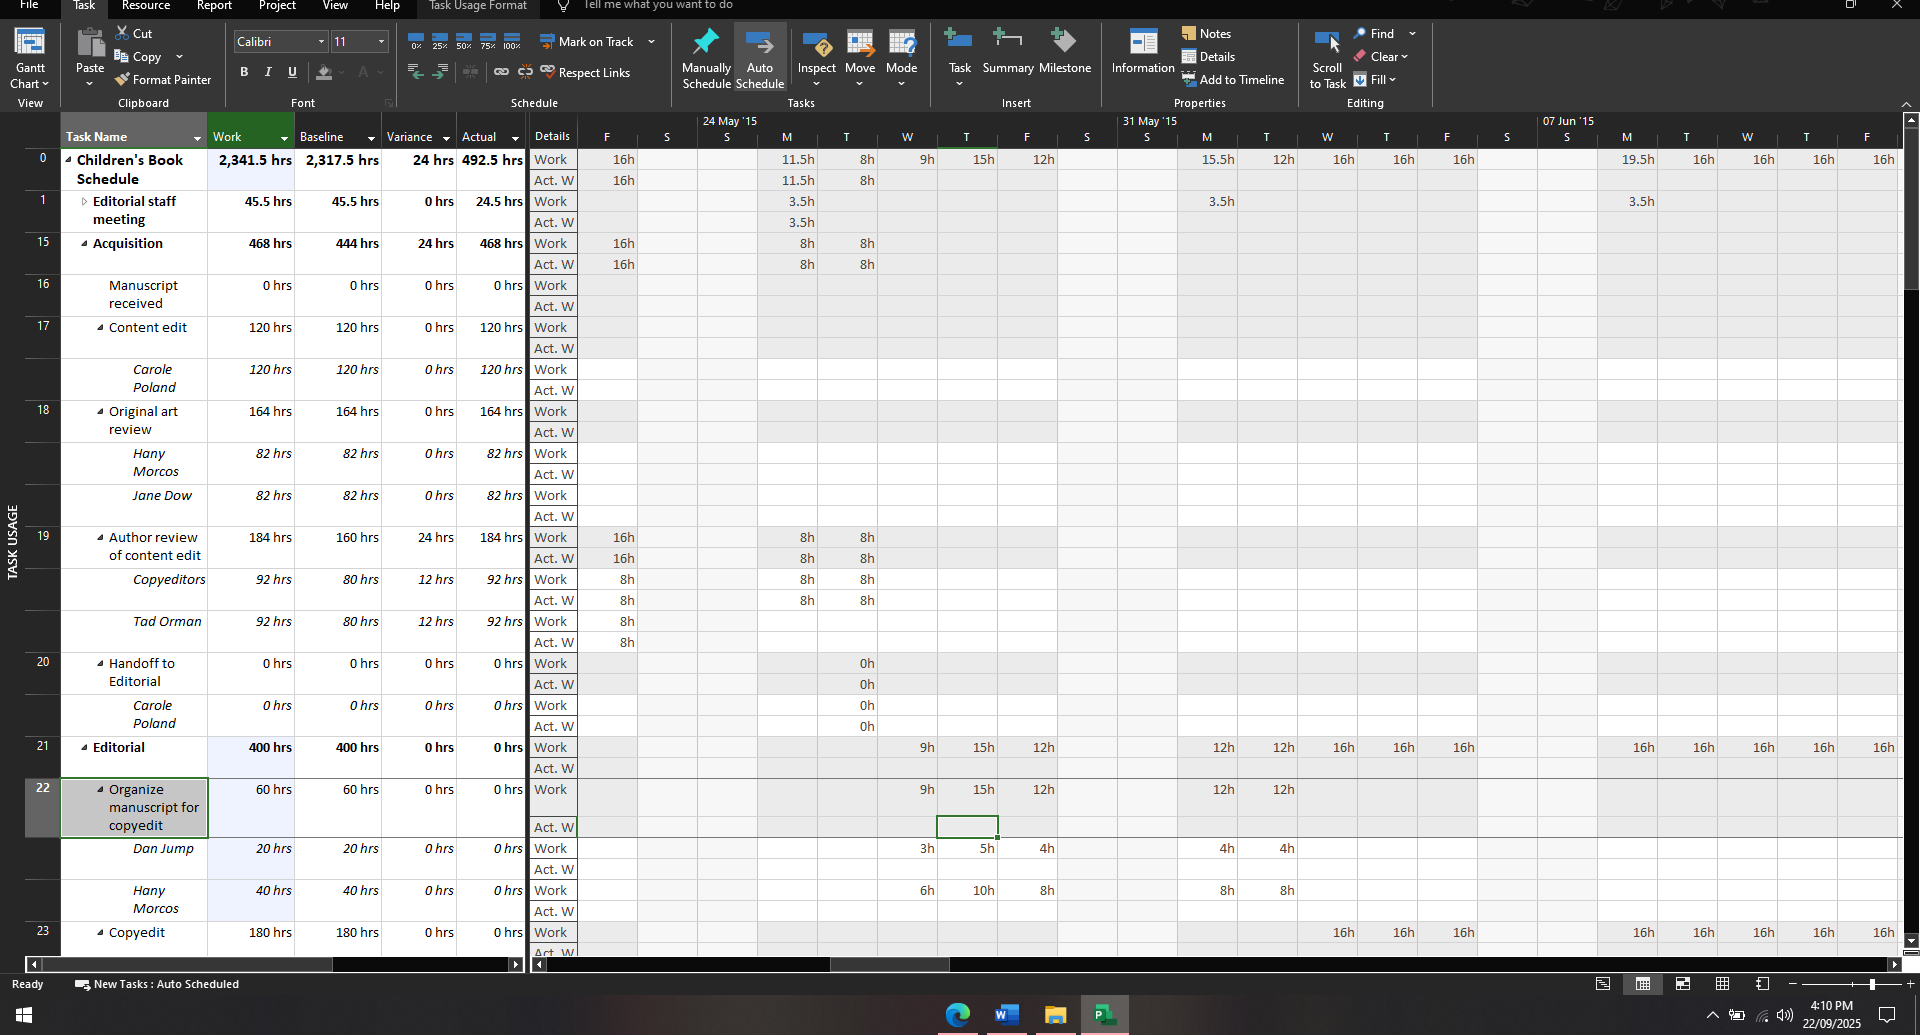 File Task Resource Report Project View Help Task Usage Format Tell me what you want to do
Gantt Chart
View
Paste
Cut
Copy
Format Painter
Clipboard
Calibri 11
B I U A
Font
0% 25% 50% 75% 100%
Mark on Track
Respect Links
Schedule
Manually Schedule
Auto Schedule
Inspect
Move
Mode
Tasks
Task
Summary
Milestone
Insert
Information
Notes
Details
Add to Timeline
Properties
Scroll to Task
Find
Clear
Fill
Editing
24 May '15 31 May '15 07 Jun '15
Task Name Work Baseline Variance Actual Details F S S M T W T F S S M T W T F S S M T W T F
0 Children's Book Schedule 2,341.5 hrs 2,317.5 hrs 24 hrs 492.5 hrs Work 16h 11.5h 8h 9h 15h 12h 15.5h 12h 16h 16h 16h 19.5h 16h 16h 16h 16h
Act. W 16h 11.5h 8h
1 Editorial staff meeting 45.5 hrs 45.5 hrs 0 hrs 24.5 hrs Work 3.5h 3.5h 3.5h
Act. W 3.5h
15 Acquisition 468 hrs 444 hrs 24 hrs 468 hrs Work 16h 8h 8h
Act. W 16h 8h 8h
16 Manuscript received 0 hrs 0 hrs 0 hrs 0 hrs Work
Act. W
17 Content edit 120 hrs 120 hrs 0 hrs 120 hrs Work
Act. W
Carole Poland 120 hrs 120 hrs 0 hrs 120 hrs Work
Act. W
18 Original art review 164 hrs 164 hrs 0 hrs 164 hrs Work
Act. W
Hany Morcos 82 hrs 82 hrs 0 hrs 82 hrs Work
Act. W
Jane Dow 82 hrs 82 hrs 0 hrs 82 hrs Work
Act. W
19 Author review of content edit 184 hrs 160 hrs 24 hrs 184 hrs Work 16h 8h 8h
Act. W 16h 8h 8h
Copyeditors 92 hrs 80 hrs 12 hrs 92 hrs Work 8h 8h 8h
Act. W 8h 8h 8h
Tad Orman 92 hrs 80 hrs 12 hrs 92 hrs Work 8h
Act. W 8h
20 Handoff to Editorial 0 hrs 0 hrs 0 hrs 0 hrs Work 0h
Act. W 0h
Carole Poland 0 hrs 0 hrs 0 hrs 0 hrs Work 0h
Act. W 0h
21 Editorial 400 hrs 400 hrs 0 hrs 0 hrs Work 9h 15h 12h 12h 12h 16h 16h 16h 16h 16h 16h 16h 16h
Act. W
22 Organize manuscript for copyedit 60 hrs 60 hrs 0 hrs 0 hrs Work 9h 15h 12h 12h 12h
Act. W
Dan Jump 20 hrs 20 hrs 0 hrs 0 hrs Work 3h 5h 4h 4h 4h
Act. W
Hany Morcos 40 hrs 40 hrs 0 hrs 0 hrs Work 6h 10h 8h 8h 8h
Act. W
23 Copyedit 180 hrs 180 hrs 0 hrs 0 hrs Work 16h 16h 16h 16h 16h 16h 16h 16h
Act. W
TASK USAGE
Ready New Tasks : Auto Scheduled
4:10 PM
22/09/2025